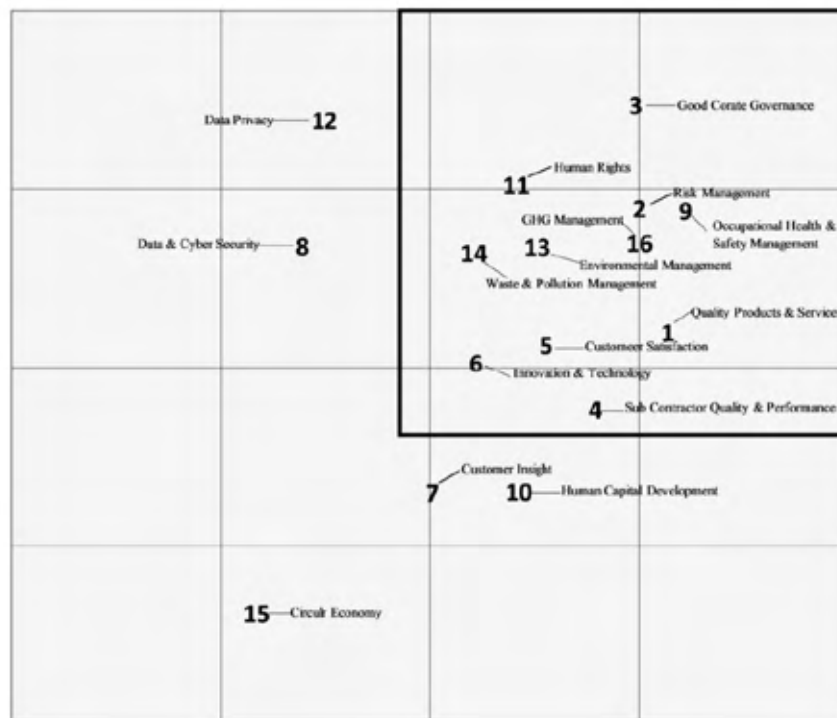 3 Good Corate Governance
Data Privacy 12
Human Rights
11
Risk Management
2
9
GHG Management
Occupational Health &
Safety Management
Data & Cyber Security 8
14
13
16
Environmental Management
Waste & Pollution Management
Quality Products & Service
1
5 Customeer Satisfaction
6
Innovation & Technology
4 Sub Contractor Quality & Performance
Customer Insight
7
10 Human Capital Development
15 Circulr Economy